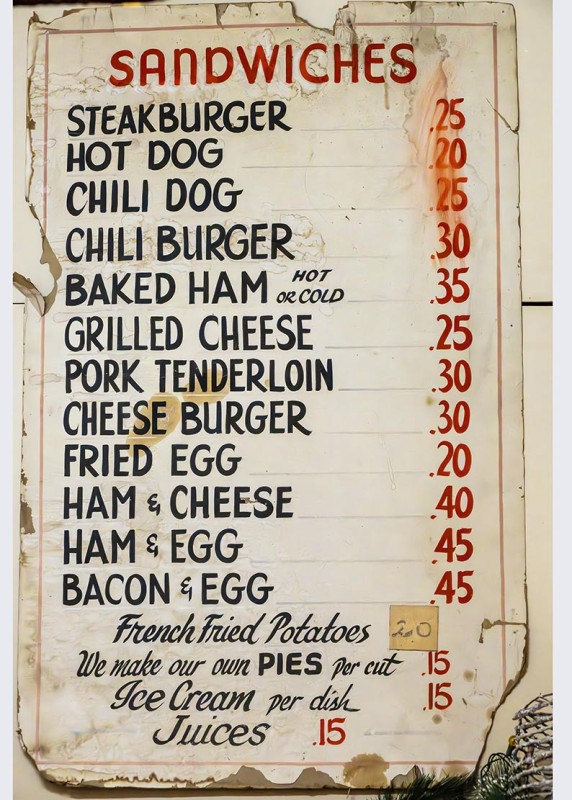 SANDWICHES
STEAKBURGER .25
HOT DOG .20
CHILI DOG .25
CHILI BURGER .30
BAKED HAM HOT OR COLD .35
GRILLED CHEESE .25
PORK TENDERLOIN .30
CHEESE BURGER .30
FRIED EGG .20
HAM & CHEESE .40
HAM & EGG .45
BACON & EGG .45
French Fried Potatoes 20
We make our own PIES per cut .15
Ice Cream per dish .15
Juices .15